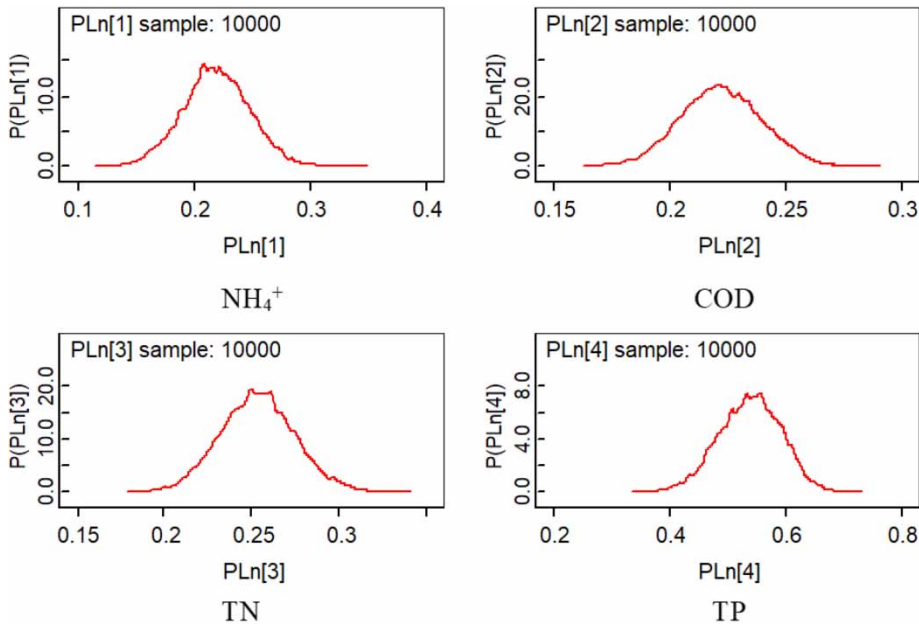 PLn[1] sample: 10000
P(PLn[1])
10.0
0.0
0.1 0.2 0.3 0.4
PLn[1]
NH₄⁺
PLn[2] sample: 10000
P(PLn[2])
20.0
0.0
0.15 0.2 0.25 0.3
PLn[2]
COD
PLn[3] sample: 10000
P(PLn[3])
20.0
10.0
0.0
0.15 0.2 0.25 0.3
PLn[3]
TN
PLn[4] sample: 10000
P(PLn[4])
8.0
4.0
0.0
0.2 0.4 0.6 0.8
PLn[4]
TP